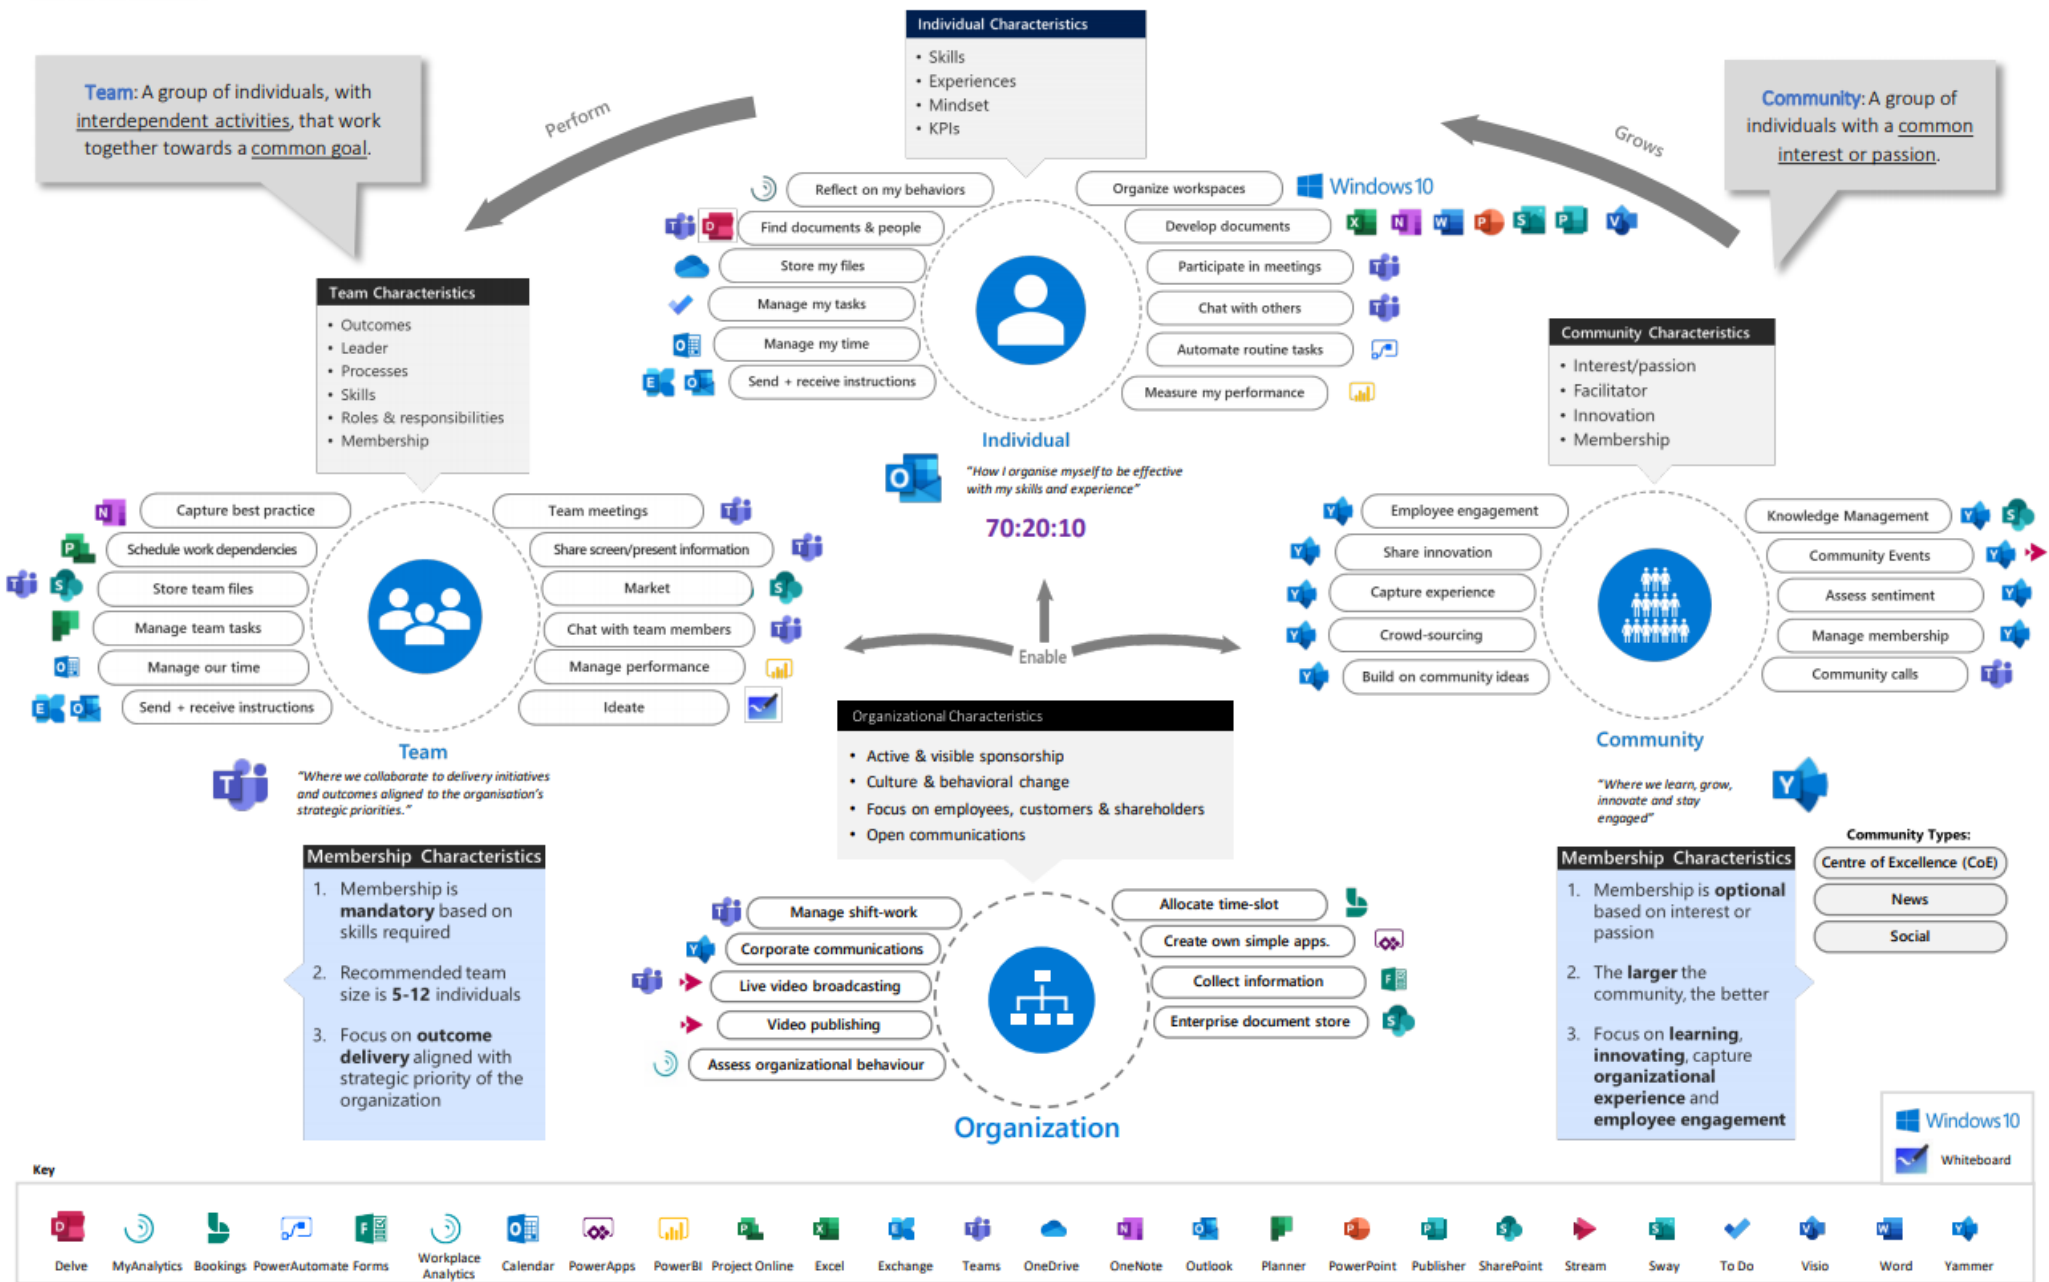 Individual Characteristics
• Skills
• Experiences
• Mindset
• KPIs
Team: A group of individuals, with
interdependent activities, that work
together towards a common goal.
Perform
Grows
Community: A group of
individuals with a common
interest or passion.
Reflect on my behaviors
Find documents & people
Store my files
Manage my tasks
Manage my time
Send + receive instructions
Organize workspaces
Windows 10
Develop documents
Participate in meetings
Chat with others
Automate routine tasks
Measure my performance
Individual
"How I organise myself to be effective
with my skills and experience"
70:20:10
Team Characteristics
• Outcomes
• Leader
• Processes
• Skills
• Roles & responsibilities
• Membership
Capture best practice
Schedule work dependencies
Store team files
Manage team tasks
Manage our time
Send + receive instructions
Team meetings
Share screen/present information
Market
Chat with team members
Manage performance
Ideate
Team
"Where we collaborate to delivery initiatives
and outcomes aligned to the organisation's
strategic priorities."
Membership Characteristics
1. Membership is
mandatory based on
skills required
2. Recommended team
size is 5-12 individuals
3. Focus on outcome
delivery aligned with
strategic priority of the
organization
Enable
Organizational Characteristics
• Active & visible sponsorship
• Culture & behavioral change
• Focus on employees, customers & shareholders
• Open communications
Manage shift-work
Corporate communications
Live video broadcasting
Video publishing
Assess organizational behaviour
Allocate time-slot
Create own simple apps.
Collect information
Enterprise document store
Organization
Community Characteristics
• Interest/passion
• Facilitator
• Innovation
• Membership
Employee engagement
Share innovation
Capture experience
Crowd-sourcing
Build on community ideas
Knowledge Management
Community Events
Assess sentiment
Manage membership
Community calls
Community
"Where we learn, grow,
innovate and stay
engaged"
Community Types:
Centre of Excellence (CoE)
News
Social
Membership Characteristics
1. Membership is optional
based on interest or
passion
2. The larger the
community, the better
3. Focus on learning,
innovating, capture
organizational
experience and
employee engagement
Windows 10
Whiteboard
Key
Delve
MyAnalytics
Bookings
PowerAutomate
Forms
Workplace
Analytics
Calendar
PowerApps
PowerBI
Project Online
Excel
Exchange
Teams
OneDrive
OneNote
Outlook
Planner
PowerPoint
Publisher
SharePoint
Stream
Sway
To Do
Visio
Word
Yammer